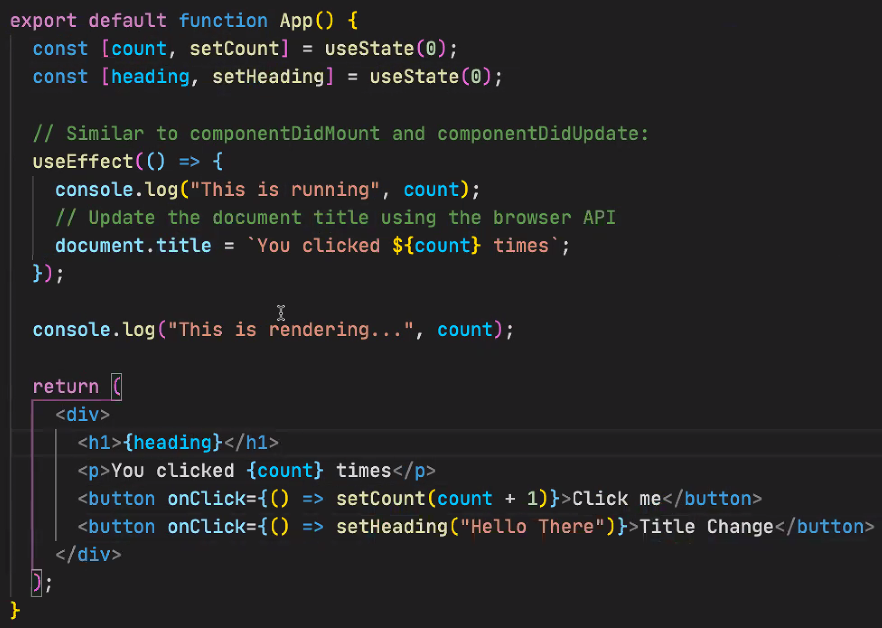 export default function App() {
const [count, setCount] = useState(0);
const [heading, setHeading] = useState(0);
// Similar to componentDidMount and componentDidUpdate:
useEffect(() => {
console.log("This is running", count);
// Update the document title using the browser API
document.title = `You clicked ${count} times`;
});
console.log("This is rendering...", count);
return (
<div>
<h1>{heading}</h1>
<p>You clicked {count} times</p>
<button onClick={() => setCount(count + 1)}>Click me</button>
<button onClick={() => setHeading("Hello There")}>Title Change</button>
</div>
);
}